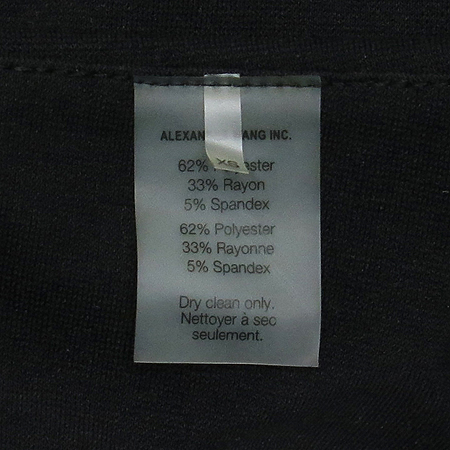 ALEXAN ANG INC.
XS
62% P ester
33% Rayon
5% Spandex
62% Polyester
33% Rayonne
5% Spandex
Dry clean only.
Nettoyer à sec
seulement.